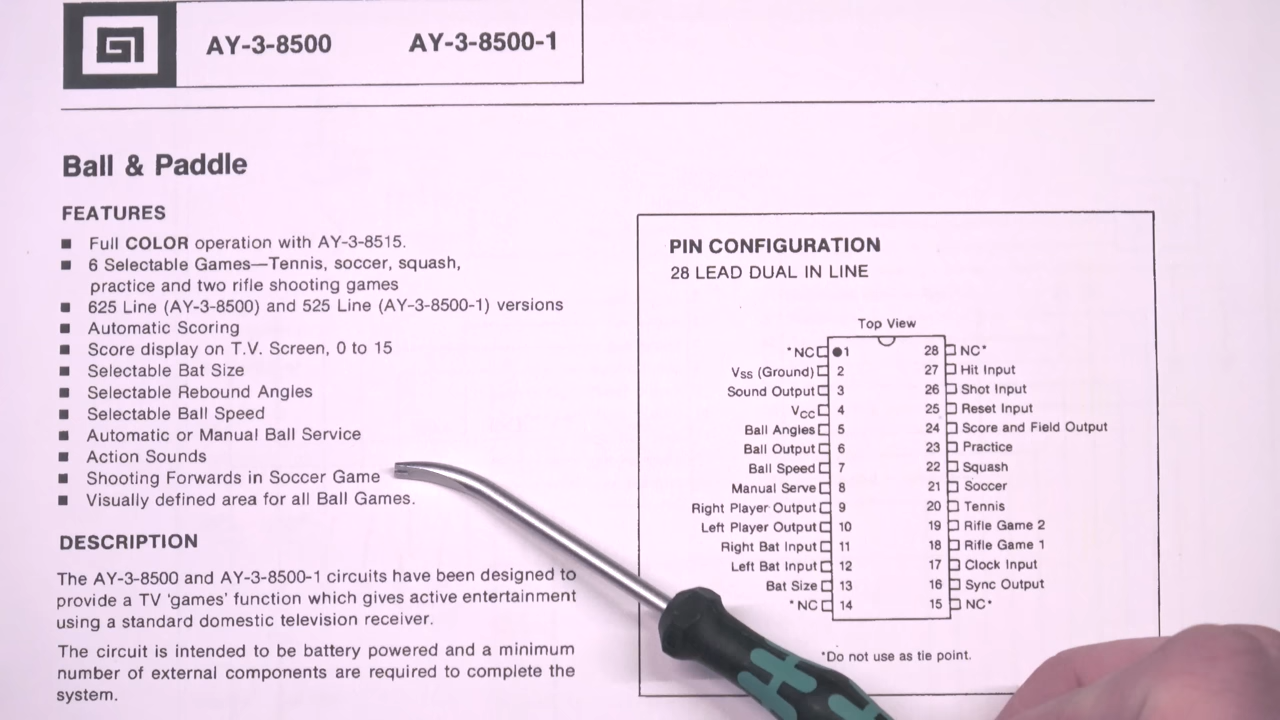 AY-3-8500 AY-3-8500-1
Ball & Paddle
FEATURES
■ Full COLOR operation with AY-3-8515.
■ 6 Selectable Games—Tennis, soccer, squash,
practice and two rifle shooting games
■ 625 Line (AY-3-8500) and 525 Line (AY-3-8500-1) versions
■ Automatic Scoring
■ Score display on T.V. Screen, 0 to 15
■ Selectable Bat Size
■ Selectable Rebound Angles
■ Selectable Ball Speed
■ Automatic or Manual Ball Service
■ Action Sounds
■ Shooting Forwards in Soccer Game
■ Visually defined area for all Ball Games.
DESCRIPTION
The AY-3-8500 and AY-3-8500-1 circuits have been designed to
provide a TV 'games' function which gives active entertainment
using a standard domestic television receiver.
The circuit is intended to be battery powered and a minimum
number of external components are required to complete the
system.
PIN CONFIGURATION
28 LEAD DUAL IN LINE
Top View
*NC 1 28 NC*
VSS (Ground) 2 27 Hit Input
Sound Output 3 26 Shot Input
VCC 4 25 Reset Input
Ball Angles 5 24 Score and Field Output
Ball Output 6 23 Practice
Ball Speed 7 22 Squash
Manual Serve 8 21 Soccer
Right Player Output 9 20 Tennis
Left Player Output 10 19 Rifle Game 2
Right Bat Input 11 18 Rifle Game 1
Left Bat Input 12 17 Clock Input
Bat Size 13 16 Sync Output
*NC 14 15 NC*
*Do not use as tie point.